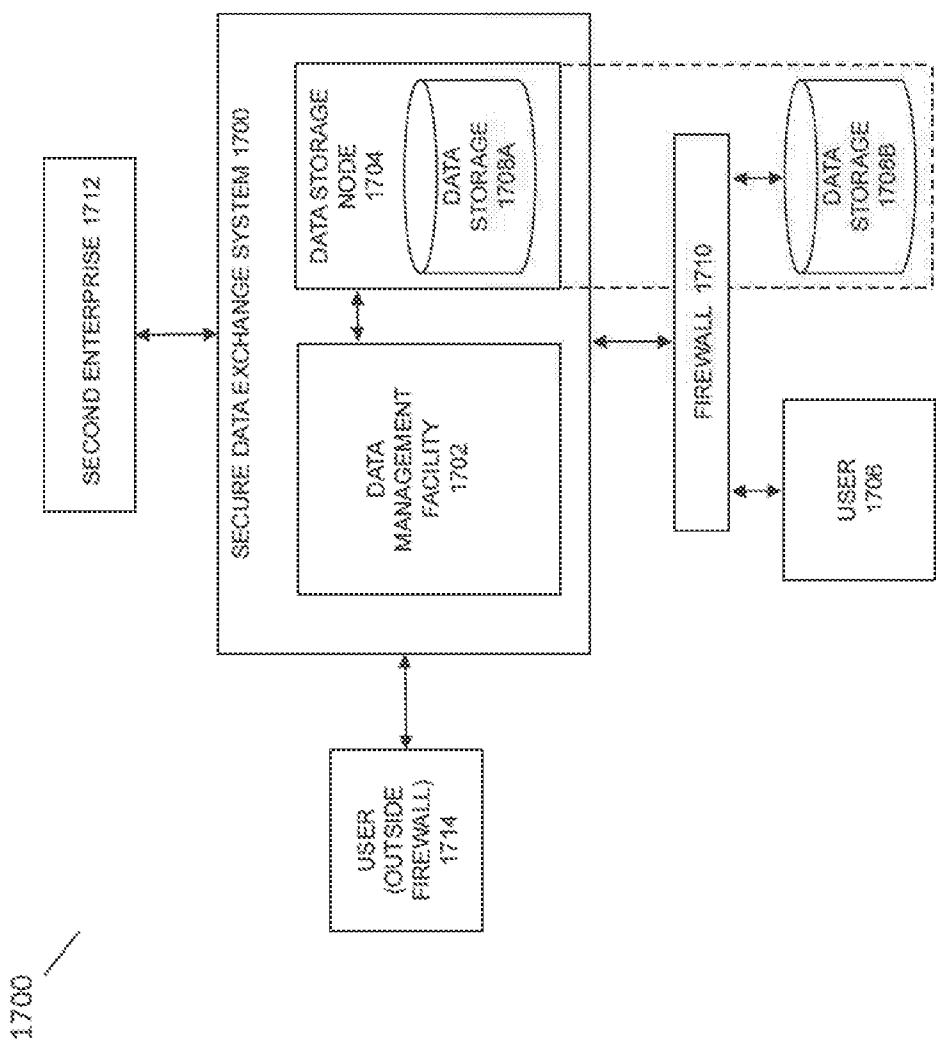 1700
SECOND ENTERPRISE 1712
SECURE DATA EXCHANGE SYSTEM 1700
DATA STORAGE
NODE
1704
DATA
STORAGE
1708A
DATA
MANAGEMENT
FACILITY
1702
USER
(OUTSIDE
FIREWALL)
1714
FIREWALL 1710
USER
1706
DATA
STORAGE
1708B